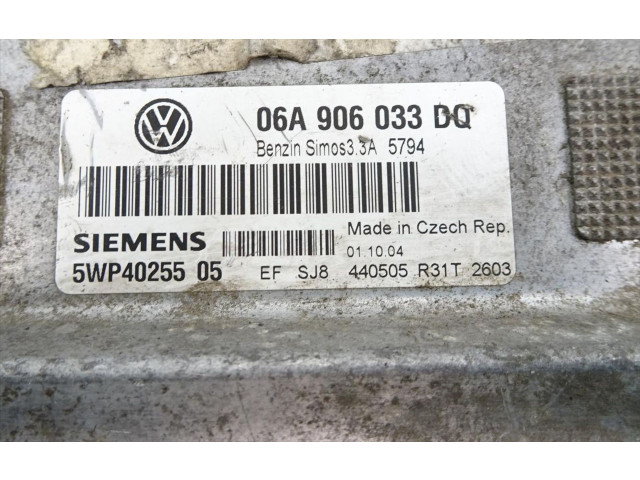 06A 906 033 DQ
Benzin Simos3.3A 5794
SIEMENS
Made in Czech Rep.
01.10.04
5WP40255 05 EF SJ8 440505 R31T 2603